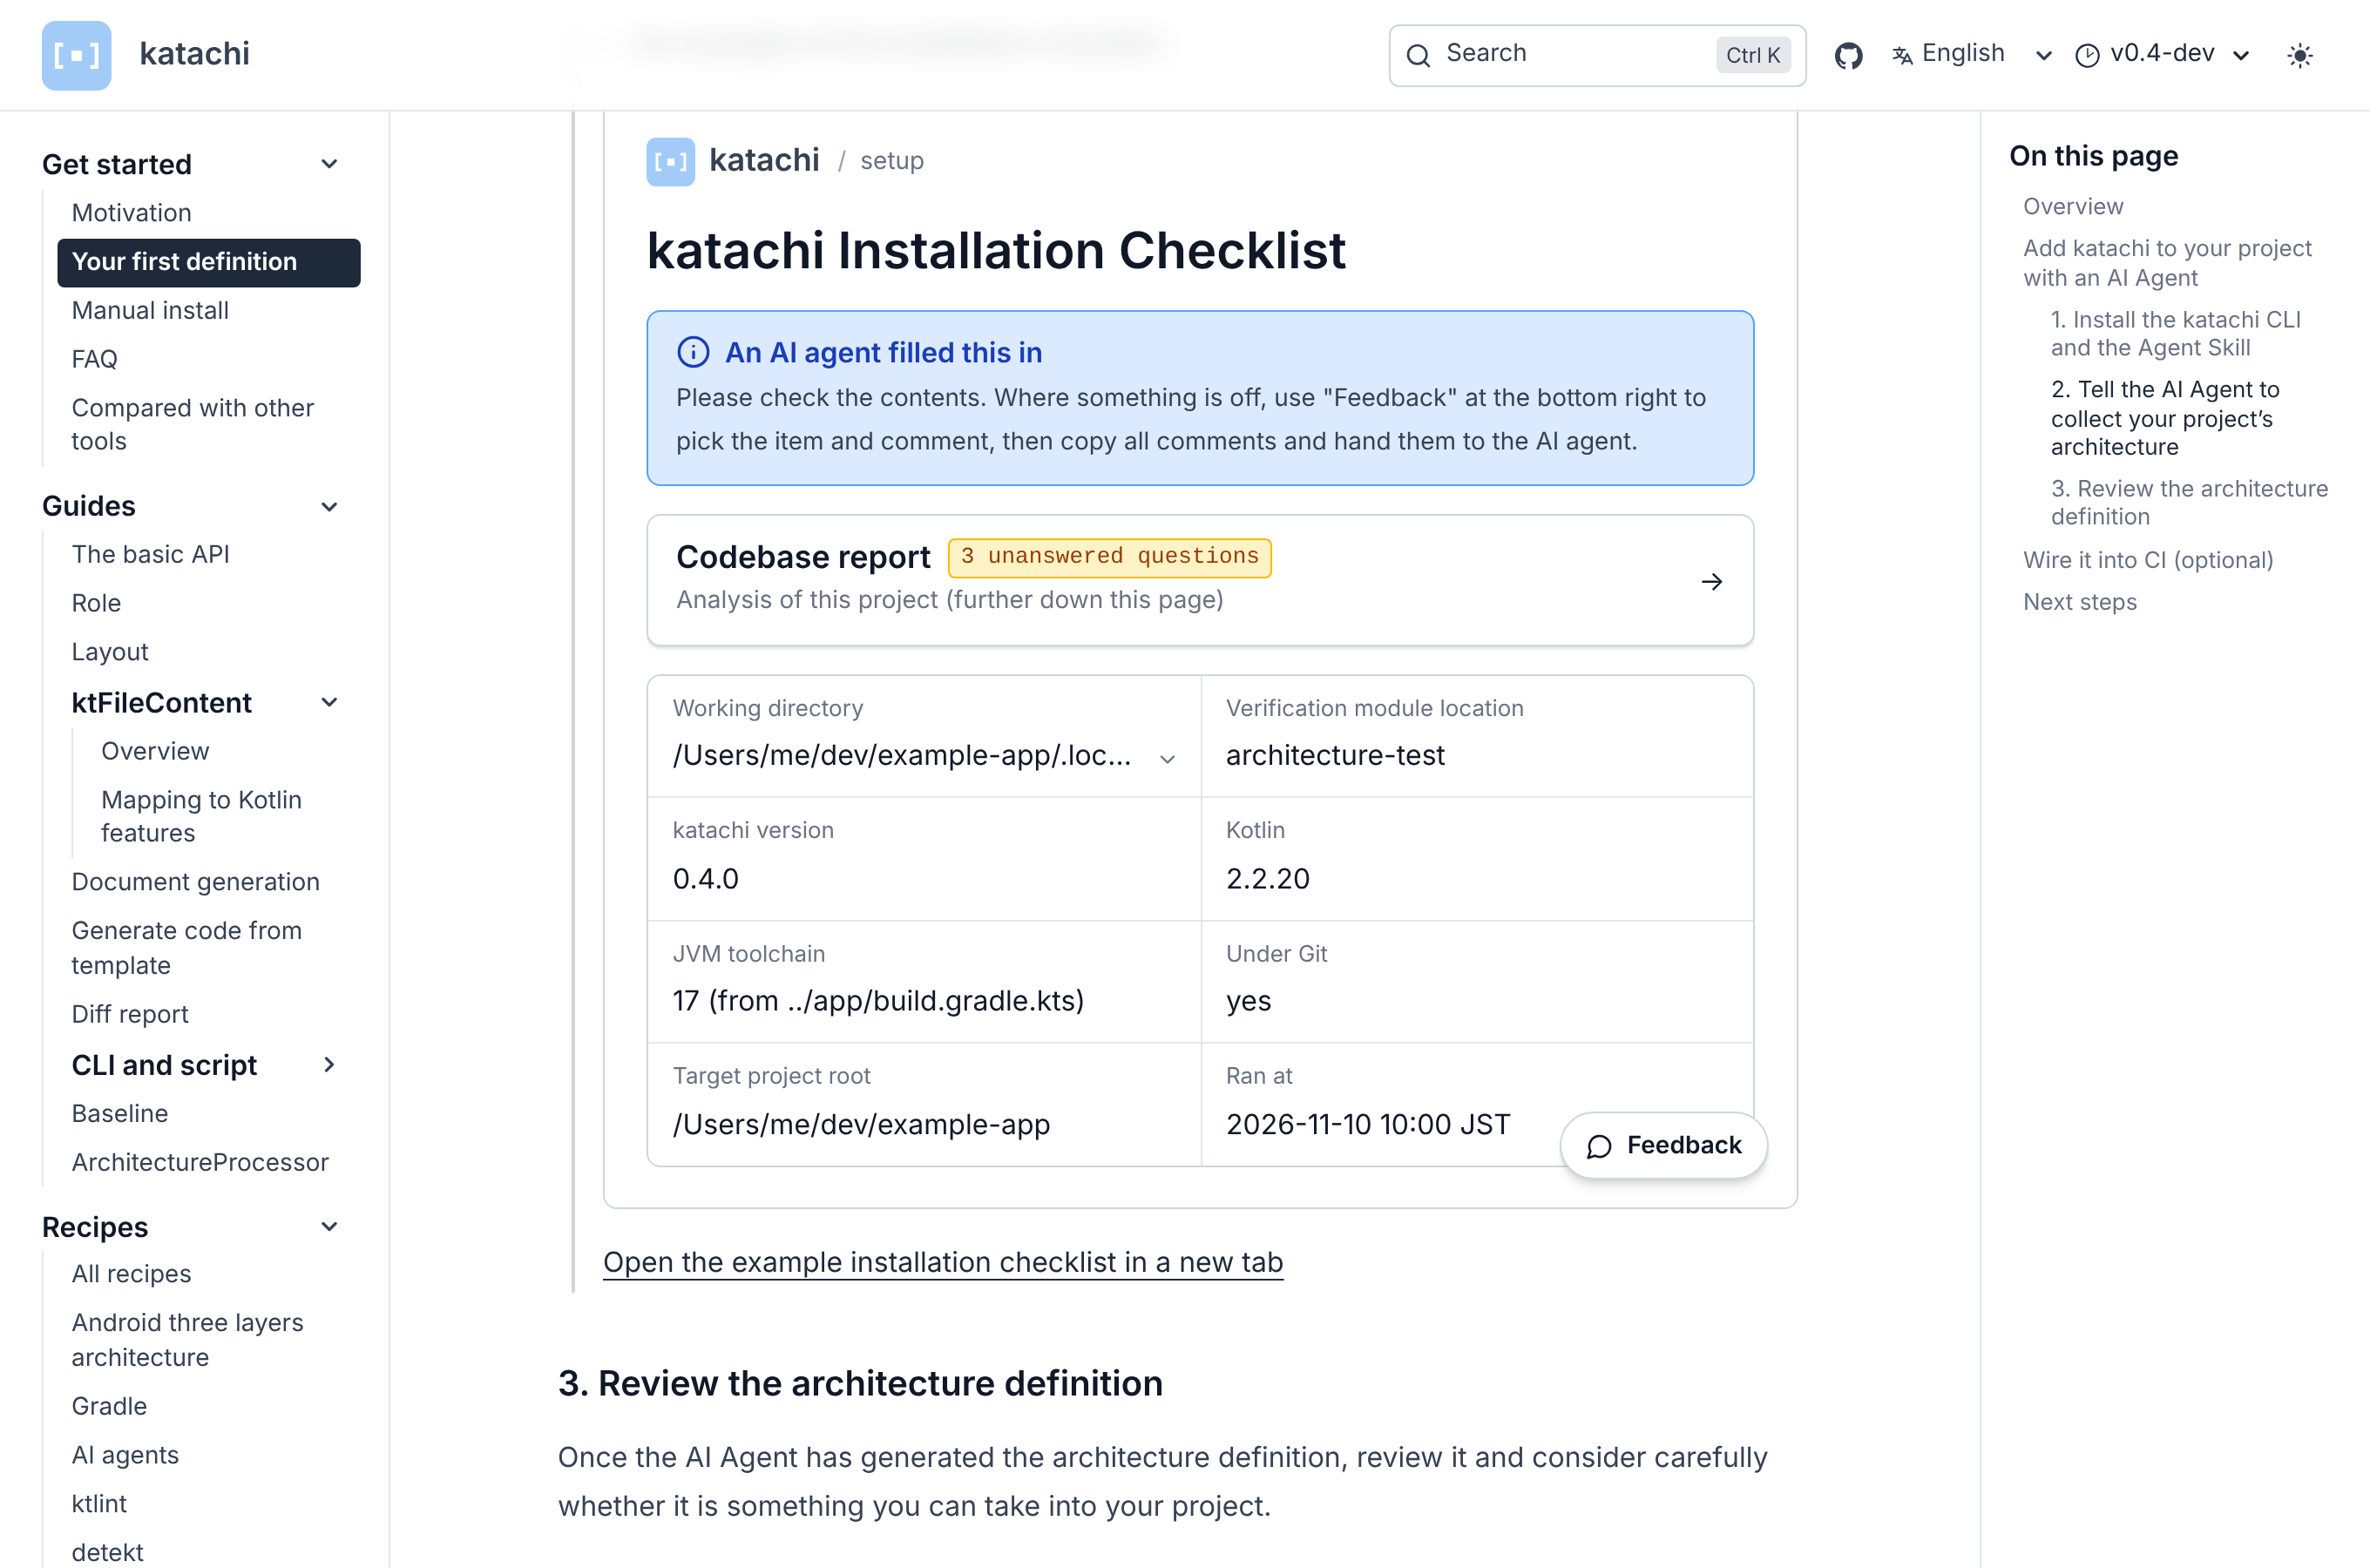 [▪] katachi
Search
Ctrl K
English
v0.4-dev
Get started
Motivation
Your first definition
Manual install
FAQ
Compared with other
tools
Guides
The basic API
Role
Layout
ktFileContent
Overview
Mapping to Kotlin
features
Document generation
Generate code from
template
Diff report
CLI and script
Baseline
ArchitectureProcessor
Recipes
All recipes
Android three layers
architecture
Gradle
AI agents
ktlint
detekt
[▪] katachi / setup
katachi Installation Checklist
An AI agent filled this in
Please check the contents. Where something is off, use "Feedback" at the bottom right to
pick the item and comment, then copy all comments and hand them to the AI agent.
Codebase report
3 unanswered questions
Analysis of this project (further down this page)
Working directory
/Users/me/dev/example-app/.loc...
Verification module location
architecture-test
katachi version
0.4.0
Kotlin
2.2.20
JVM toolchain
17 (from ../app/build.gradle.kts)
Under Git
yes
Target project root
/Users/me/dev/example-app
Ran at
2026-11-10 10:00 JST
Feedback
Open the example installation checklist in a new tab
3. Review the architecture definition
Once the AI Agent has generated the architecture definition, review it and consider carefully
whether it is something you can take into your project.
On this page
Overview
Add katachi to your project
with an AI Agent
1. Install the katachi CLI
and the Agent Skill
2. Tell the AI Agent to
collect your project’s
architecture
3. Review the architecture
definition
Wire it into CI (optional)
Next steps